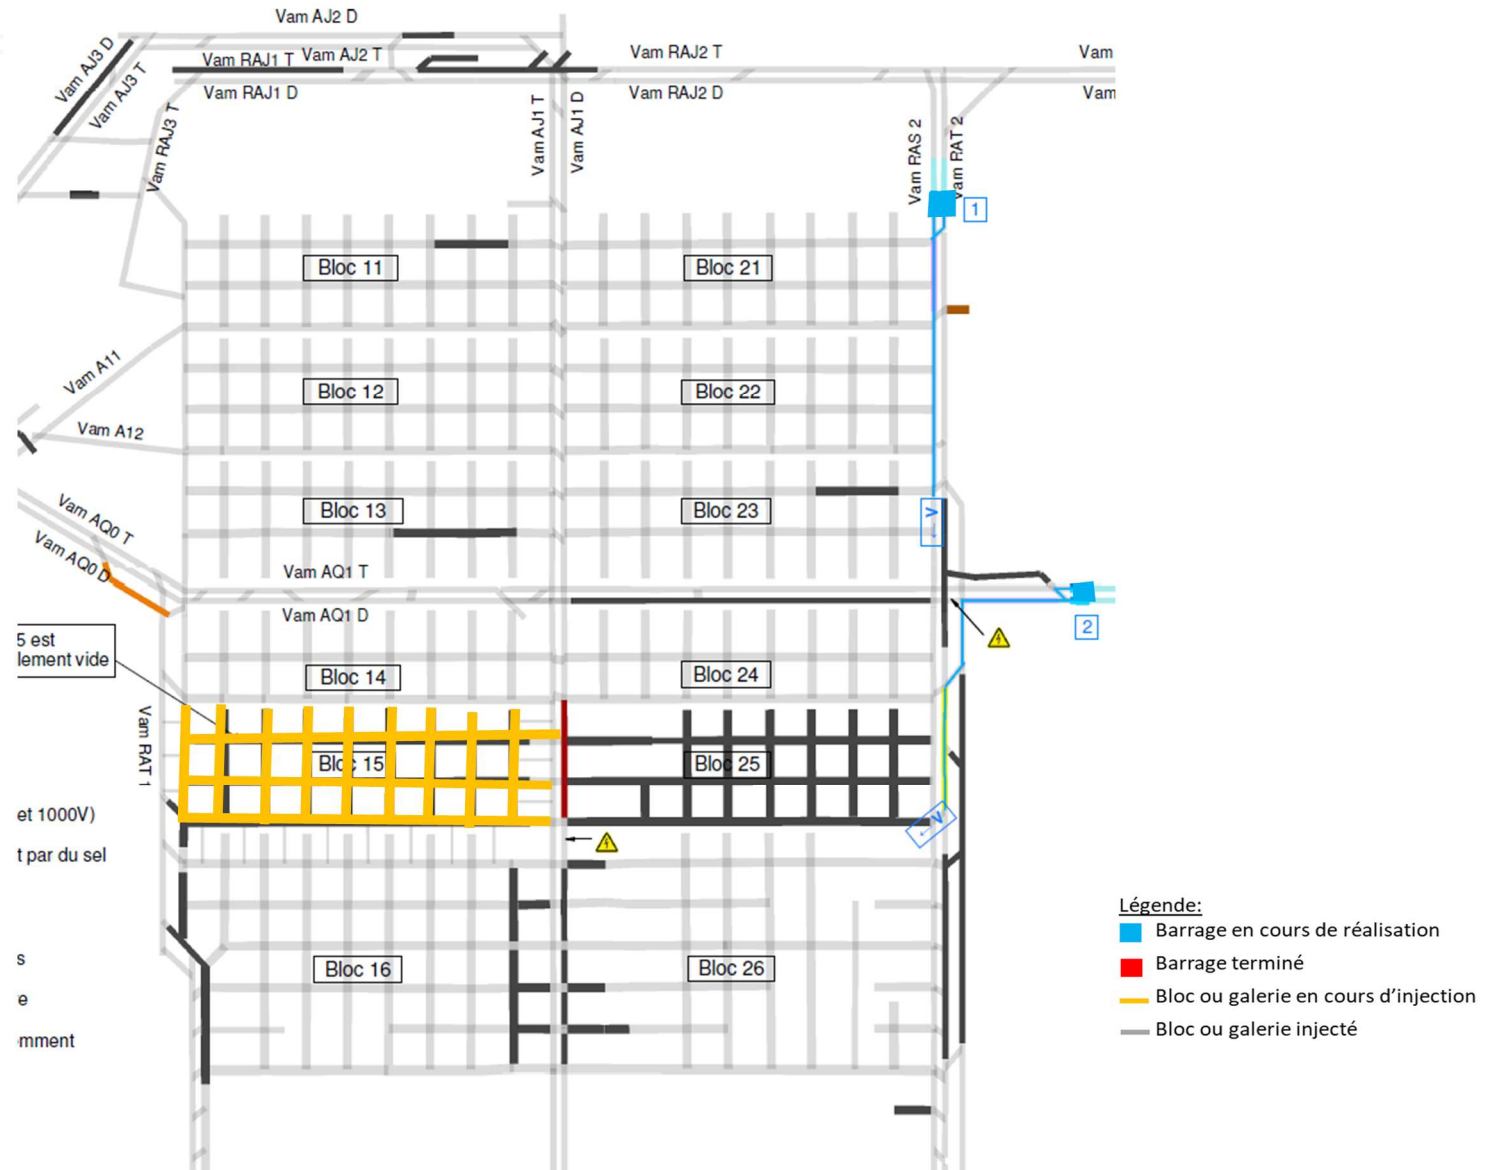 Vam AJ2 D
Vam AJ3 D
Vam AJ3 T
Vam RAJ1 T
Vam AJ2 T
Vam RAJ2 T
Vam
Vam RAJ1 D
Vam RAJ2 D
Vam
Vam RAJ3 T
Vam AJ1 T
Vam AJ1 D
Vam RAS 2
Vam RAT 2
1
Bloc 11
Bloc 21
Vam A11
Bloc 12
Bloc 22
Vam A12
Bloc 13
Bloc 23
V
←
Vam AQ0 T
Vam AQ0 D
Vam AQ1 T
Vam AQ1 D
2
5 est
lement vide
Bloc 14
Bloc 24
Vam RAT 1
Bloc 15
Bloc 25
et 1000V)
←V
t par du sel
s
Bloc 16
Bloc 26
e
mment
Légende:
Barrage en cours de réalisation
Barrage terminé
Bloc ou galerie en cours d’injection
Bloc ou galerie injecté